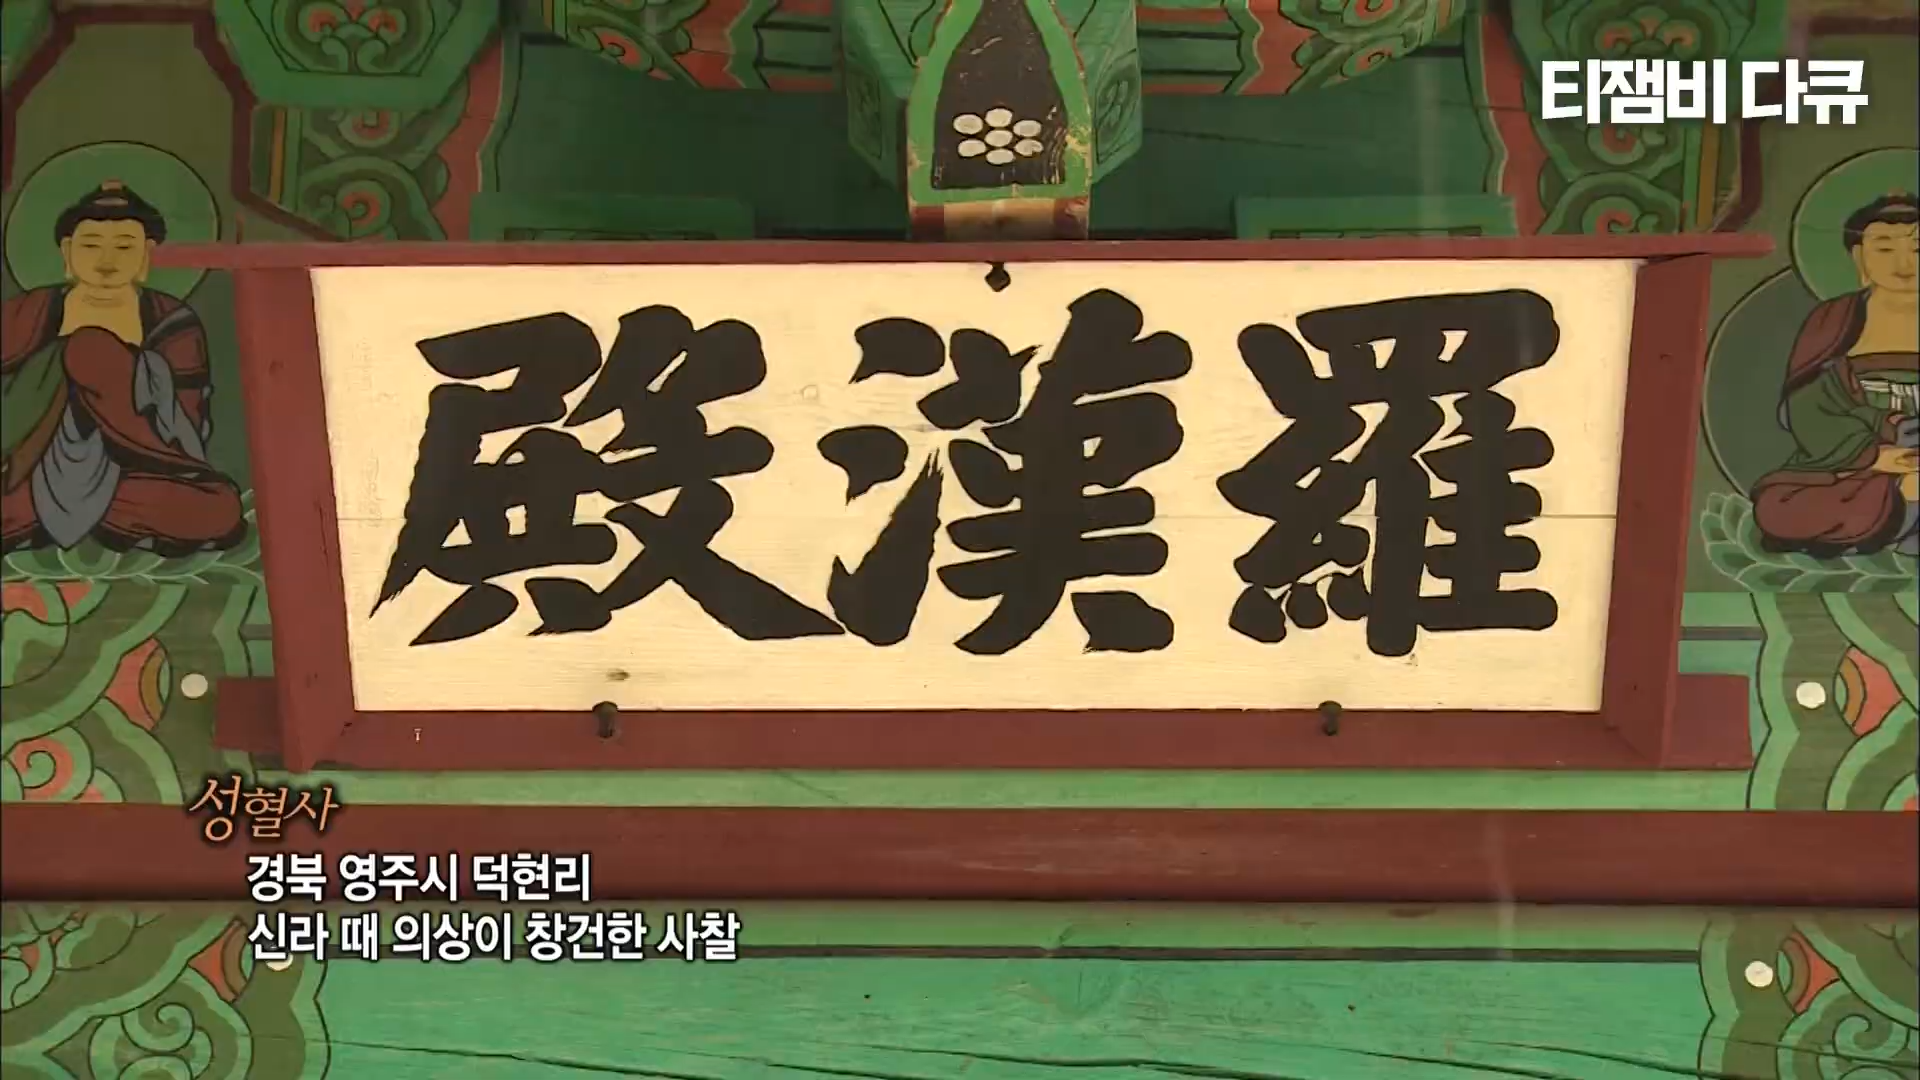 티잼비 다큐
羅漢殿
성혈사
경북 영주시 덕현리
신라 때 의상이 창건한 사찰